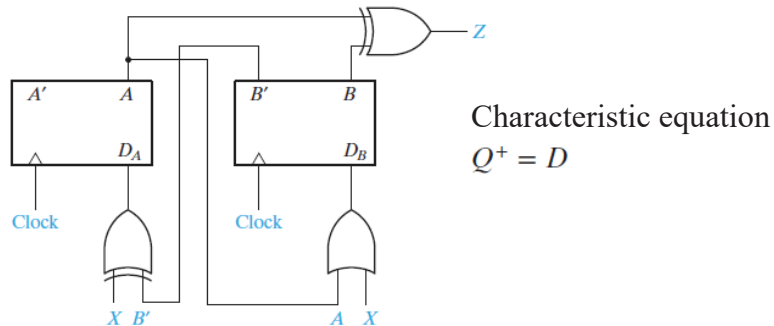 Z
A′ A B′ B
Characteristic equation
D_A D_B
Q⁺ = D
Clock Clock
X B′ A X